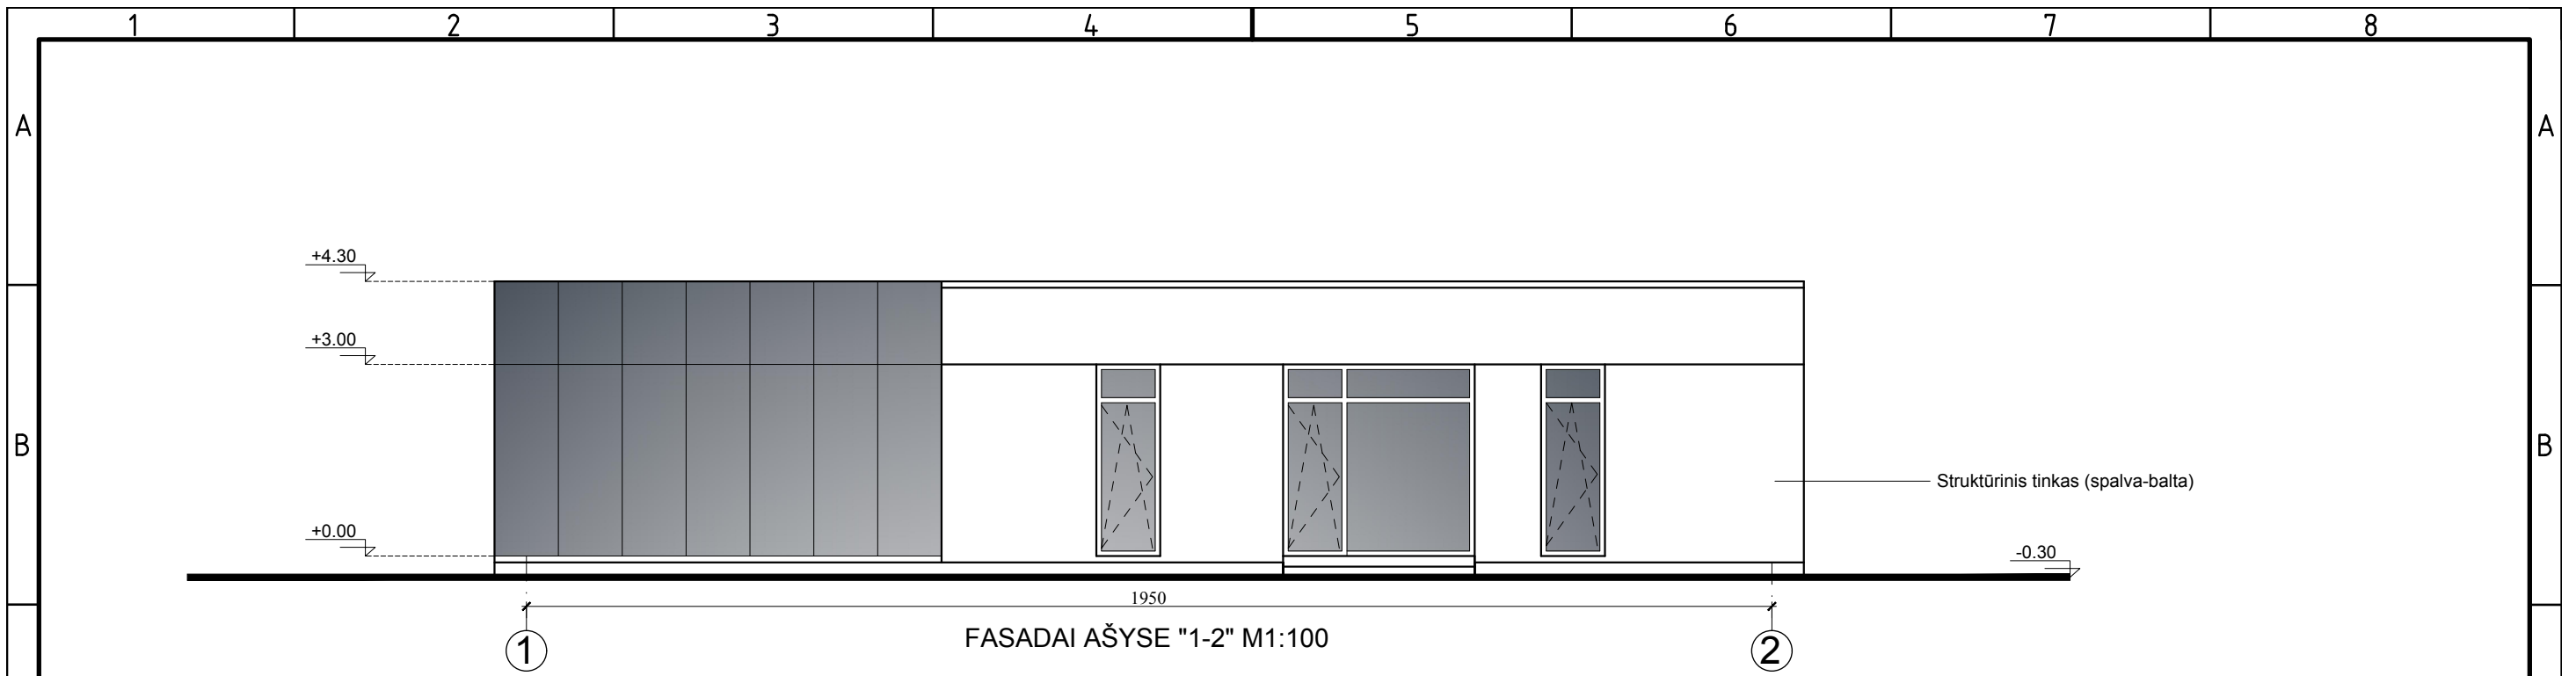 1 2 3 4 5 6 7 8
A A
+4.30
+3.00
B B
Struktūrinis tinkas (spalva-balta)
+0.00
-0.30
1950
1 FASADAI AŠYSE "1-2" M1:100 2